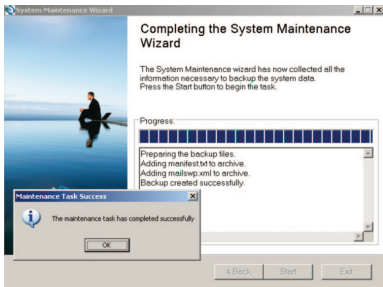 System Maintenance Wizard
Completing the System Maintenance
Wizard
The System Maintenance wizard has now collected all the
information necessary to backup the system data.
Press the Start button to begin the task.
Progress:
Preparing the backup files.
Adding manifest.txt to archive.
Adding mailswp.xml to archive.
Backup created successfully.
Maintenance Task Success
The maintenance task has completed successfully
OK
< Back
Start
Exit